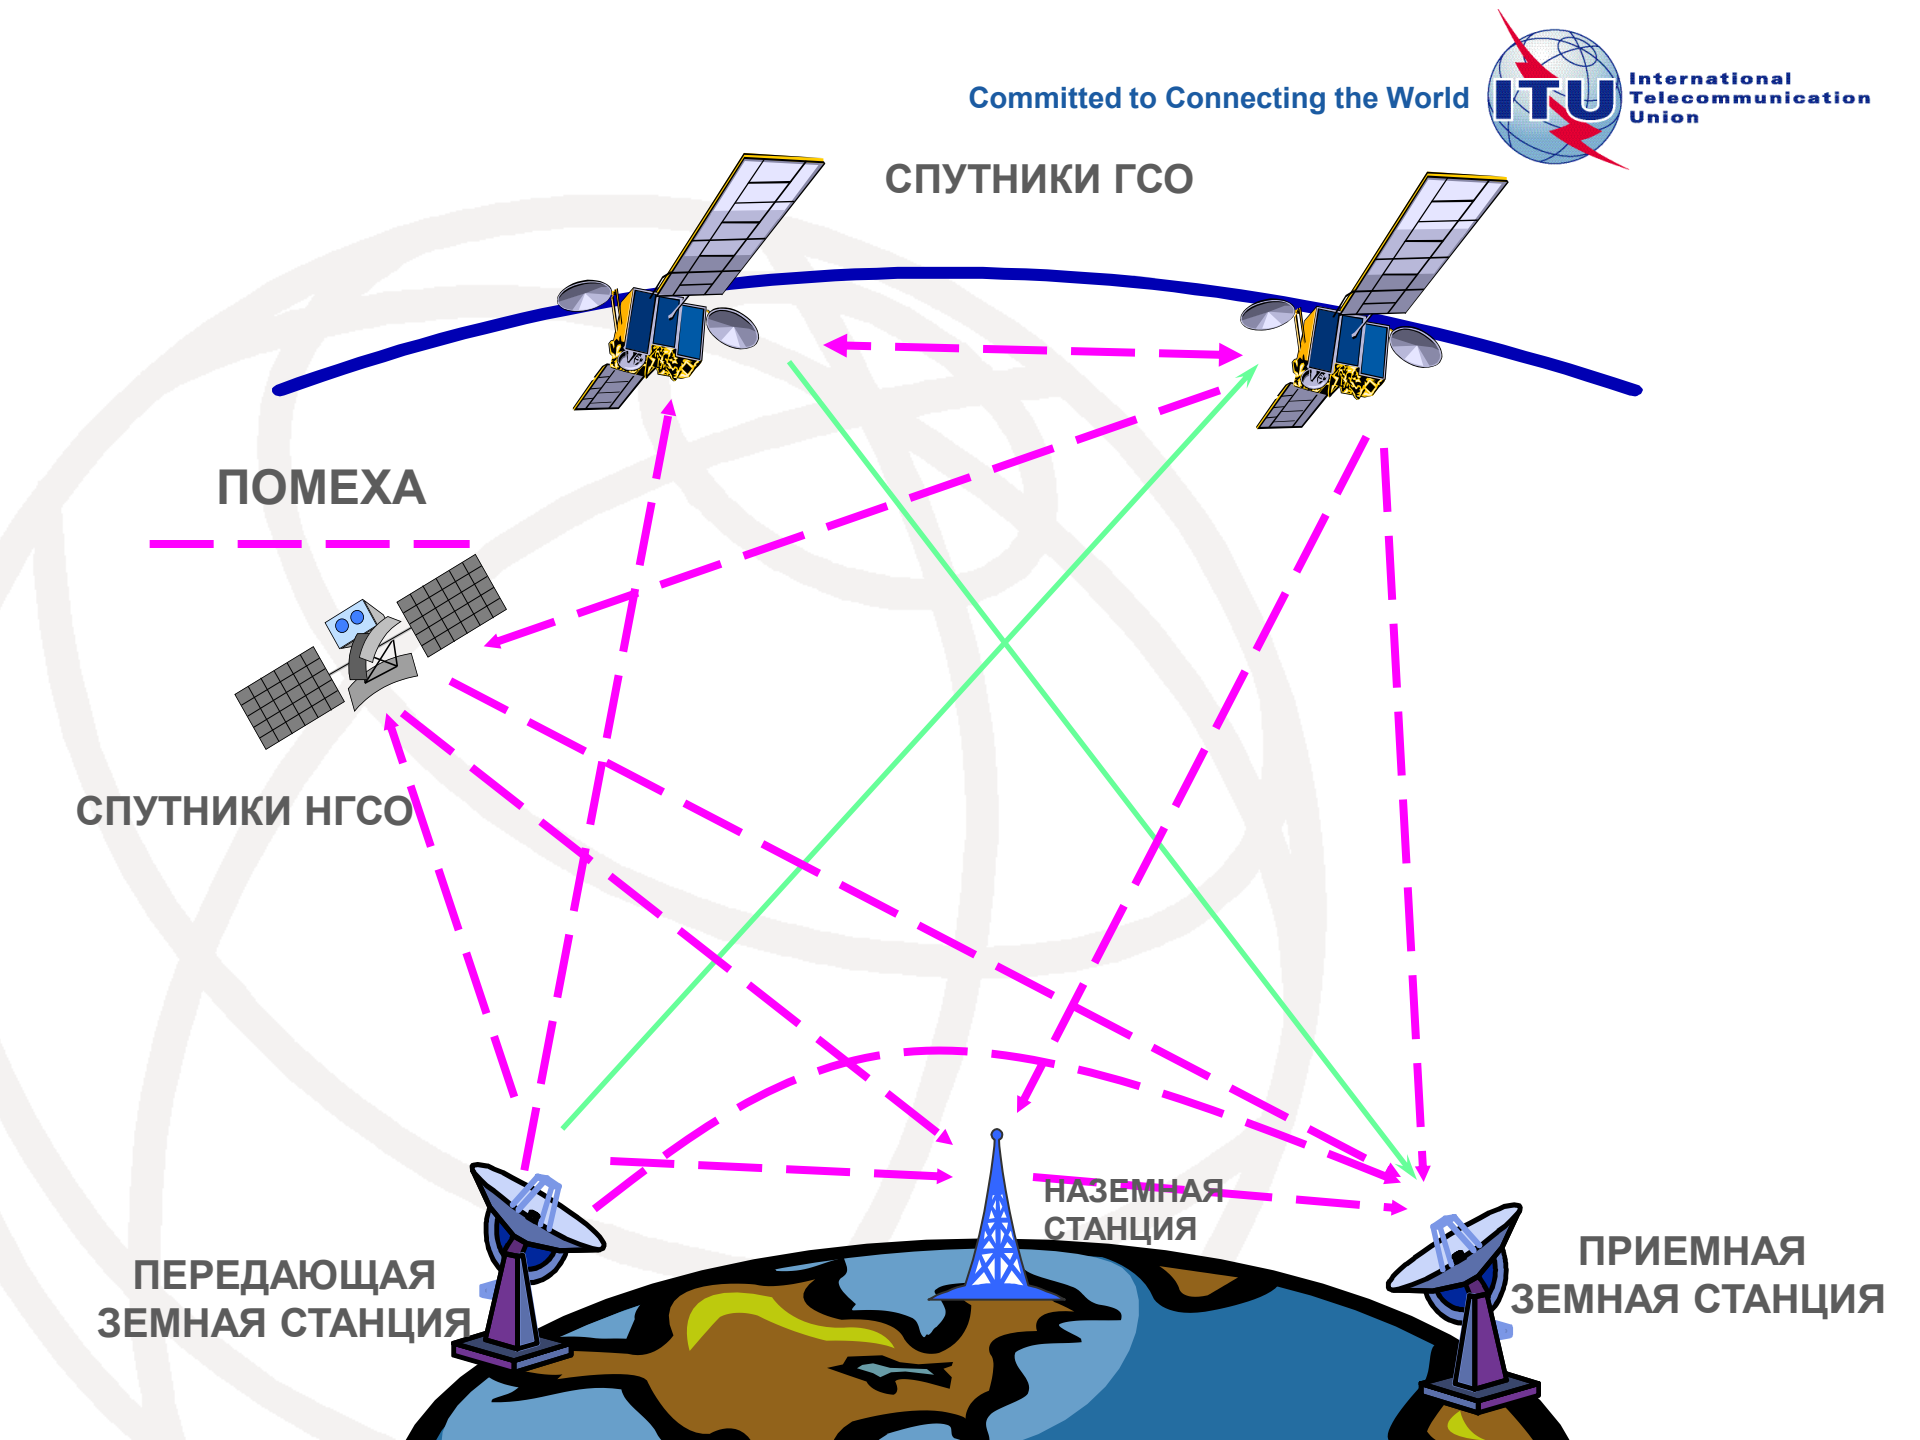 Committed to Connecting the World
ITU
International
Telecommunication
Union
СПУТНИКИ ГСО
ПОМЕХА
СПУТНИКИ НГСО
НАЗЕМНАЯ
СТАНЦИЯ
ПЕРЕДАЮЩАЯ
ЗЕМНАЯ СТАНЦИЯ
ПРИЕМНАЯ
ЗЕМНАЯ СТАНЦИЯ